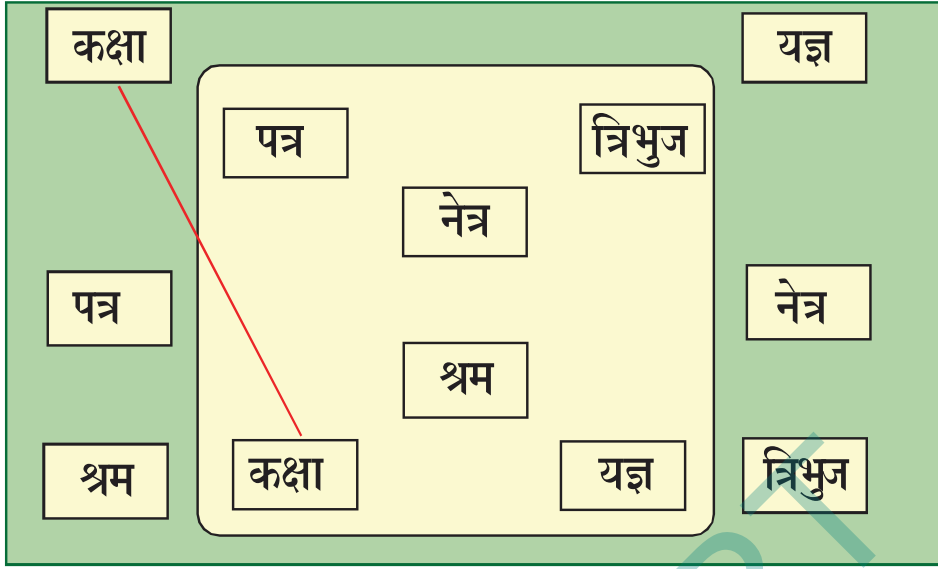 कक्षा
यज्ञ
पत्र
त्रिभुज
नेत्र
पत्र
नेत्र
श्रम
श्रम
कक्षा
यज्ञ
त्रिभुज